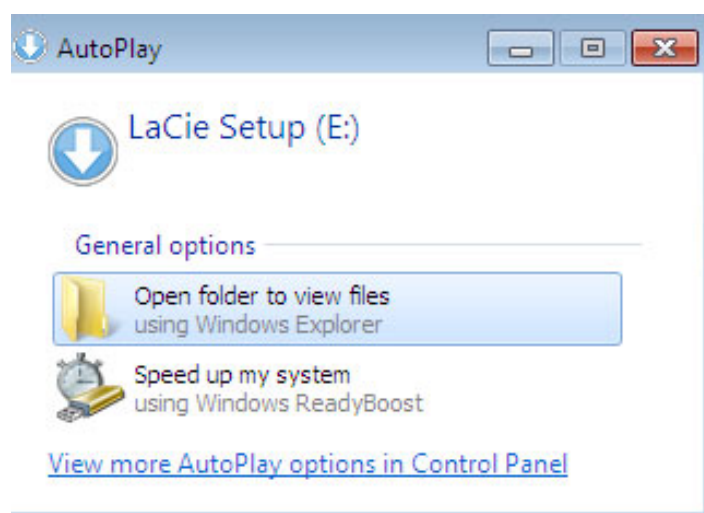 AutoPlay
LaCie Setup (E:)
General options
Open folder to view files
using Windows Explorer
Speed up my system
using Windows ReadyBoost
View more AutoPlay options in Control Panel